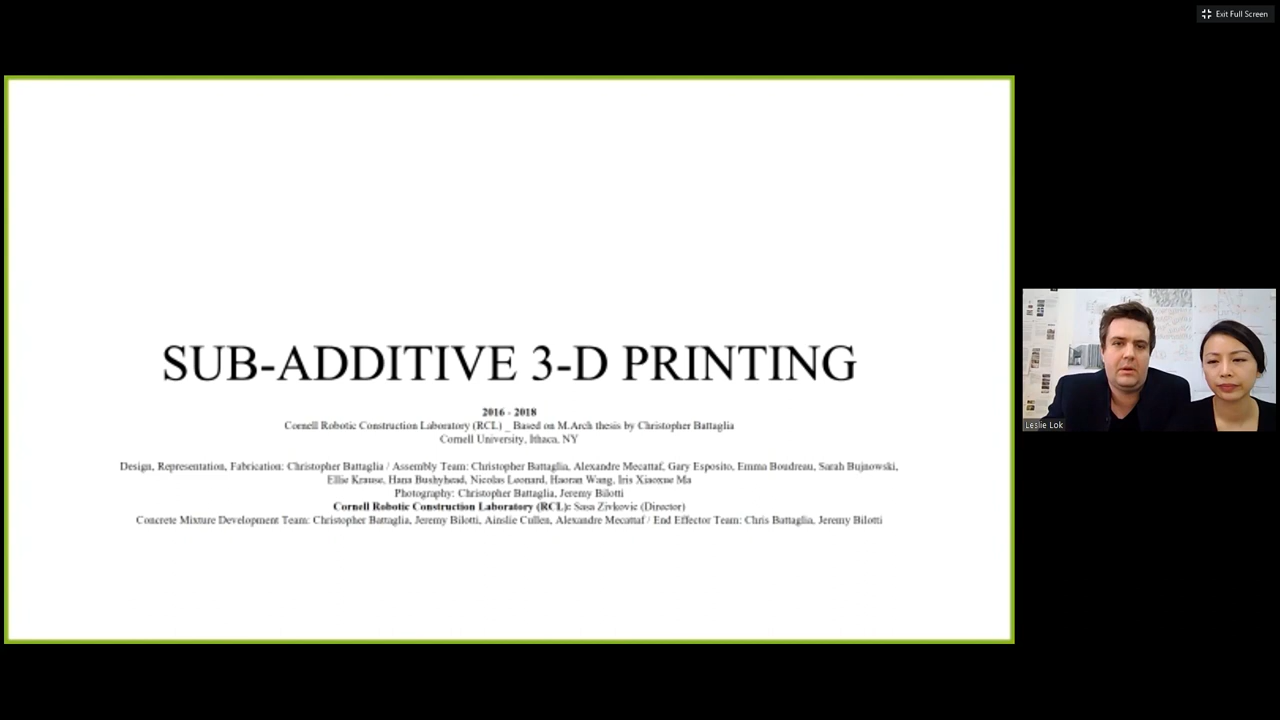 Exit Full Screen
SUB-ADDITIVE 3-D PRINTING
2016 - 2018
Cornell Robotic Construction Laboratory (RCL) _ Based on M.Arch thesis by Christopher Battaglia
Cornell University, Ithaca, NY
Design, Representation, Fabrication: Christopher Battaglia / Assembly Team: Christopher Battaglia, Alexandre Mecattaf, Gary Esposito, Emma Boudreau, Sarah Bujnowski,
Ellie Krause, Hana Bushyhead, Nicolas Leonard, Haoran Wang, Iris Xiaoxue Ma
Photography: Christopher Battaglia, Jeremy Bilotti
Cornell Robotic Construction Laboratory (RCL): Sasa Zivkovic (Director)
Concrete Mixture Development Team: Christopher Battaglia, Jeremy Bilotti, Ainslie Cullen, Alexandre Mecattaf / End Effector Team: Chris Battaglia, Jeremy Bilotti
Leslie Lok